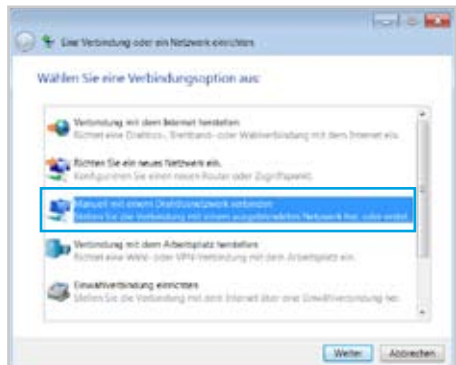 Eine Verbindung oder ein Netzwerk einrichten
Wählen Sie eine Verbindungsoption aus:
Verbindung mit dem Internet herstellen
Richtet eine Drahtlos-, Breitband- oder Wählverbindung mit dem Internet ein.
Richten Sie ein neues Netzwerk ein.
Konfigurieren Sie einen neuen Router oder Zugriffspunkt.
Manuell mit einem Drahtlosnetzwerk verbinden
Stellen Sie die Verbindung mit einem ausgeblendeten Netzwerk her, oder erstel
Verbindung mit dem Arbeitsplatz herstellen
Richtet eine Wähl- oder VPN-Verbindung mit dem Arbeitsplatz ein.
Einwählverbindung einrichten
Stellen Sie die Verbindung mit dem Internet über eine Einwählverbindung her.
Weiter Abbrechen